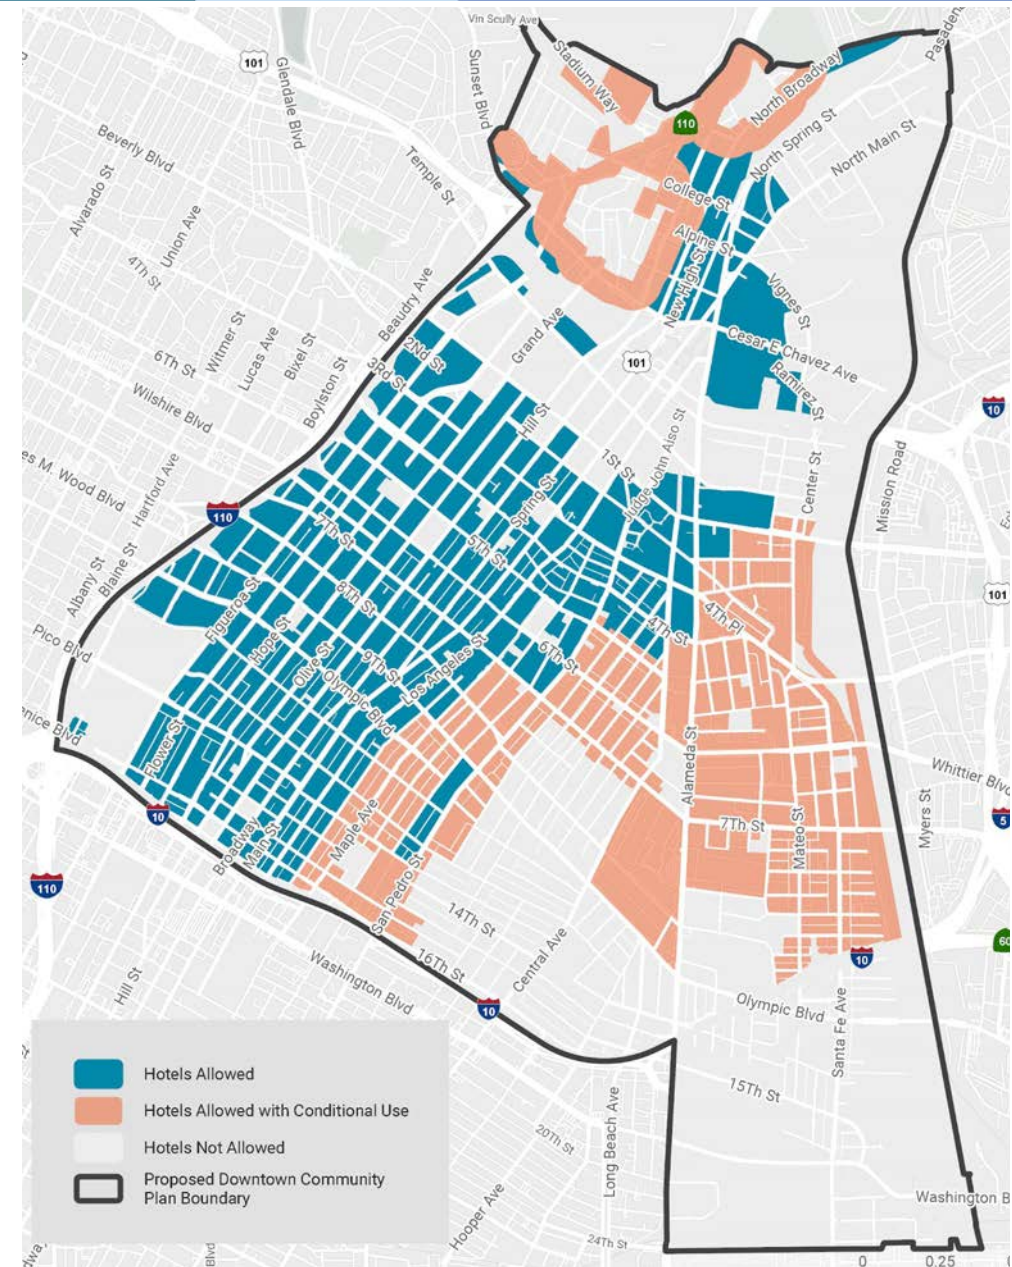 Vin Scully Ave
Stadium Way
Sunset Blvd
Glendale Blvd
101
Pasaden
North Broadway
110
North Spring St
North Main St
Beverly Blvd
Temple St
College St
Alvarado St
Union Ave
Alpine St
4Th St
New High St
Vignes St
Beaudry Ave
Witmer St
Lucas Ave
Bixel St
Grand Ave
Cesar E Chavez Ave
6Th St
2Nd St
3Rd St
101
Ramirez St
Boylston St
Wilshire Blvd
10
Hill St
es M. Wood Blvd
Hartford Ave
1St St
Judge John Aiso St
Center St
Mission Road
Spring St
110
7Th St
5Th St
Albany St
Blaine St
101
Figueroa St
8Th St
4Th Pl
4Th St
Pico Blvd
Hope St
9Th St
Los Angeles St
6Th St
Olive St
Olympic Blvd
enice Blvd
Flower St
Alameda St
Whittier Blvd
10
Maple Ave
7Th St
Mateo St
Myers St
5
Broadway
Main St
110
San Pedro St
14Th St
16Th St
Central Ave
60
10
Hill St
Washington Blvd
10
Olympic Blvd
Santa Fe Ave
15Th St
Long Beach Ave
20Th St
Hooper Ave
24Th St
Washington B
Hotels Allowed
Hotels Allowed with Conditional Use
Hotels Not Allowed
Proposed Downtown Community
Plan Boundary
Blvd
0 0.25